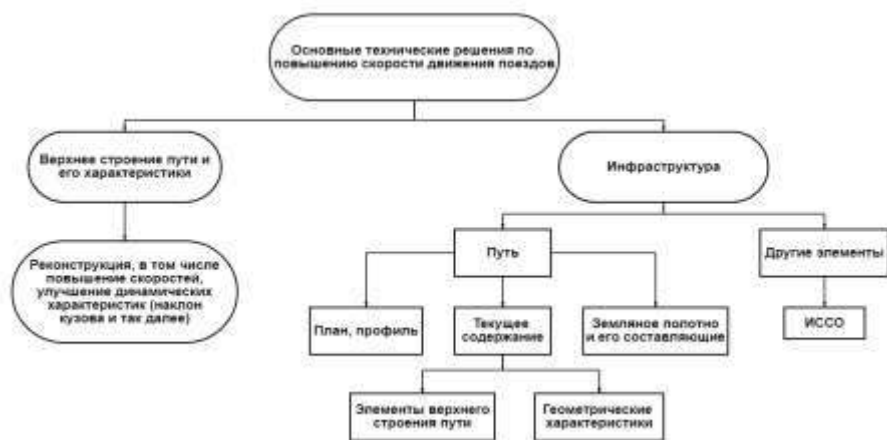 Основные технические решения по
повышению скорости движения поездов
Верхнее строение пути и
его характеристики
Инфраструктура
Реконструкция, в том числе
повышение скоростей,
улучшение динамических
характеристик (наклон
кузова и так далее)
Путь
Другие элементы
План, профиль
Текущее
содержание
Земляное полотно
и его составляющие
ИССО
Элементы верхнего
строения пути
Геометрические
характеристики